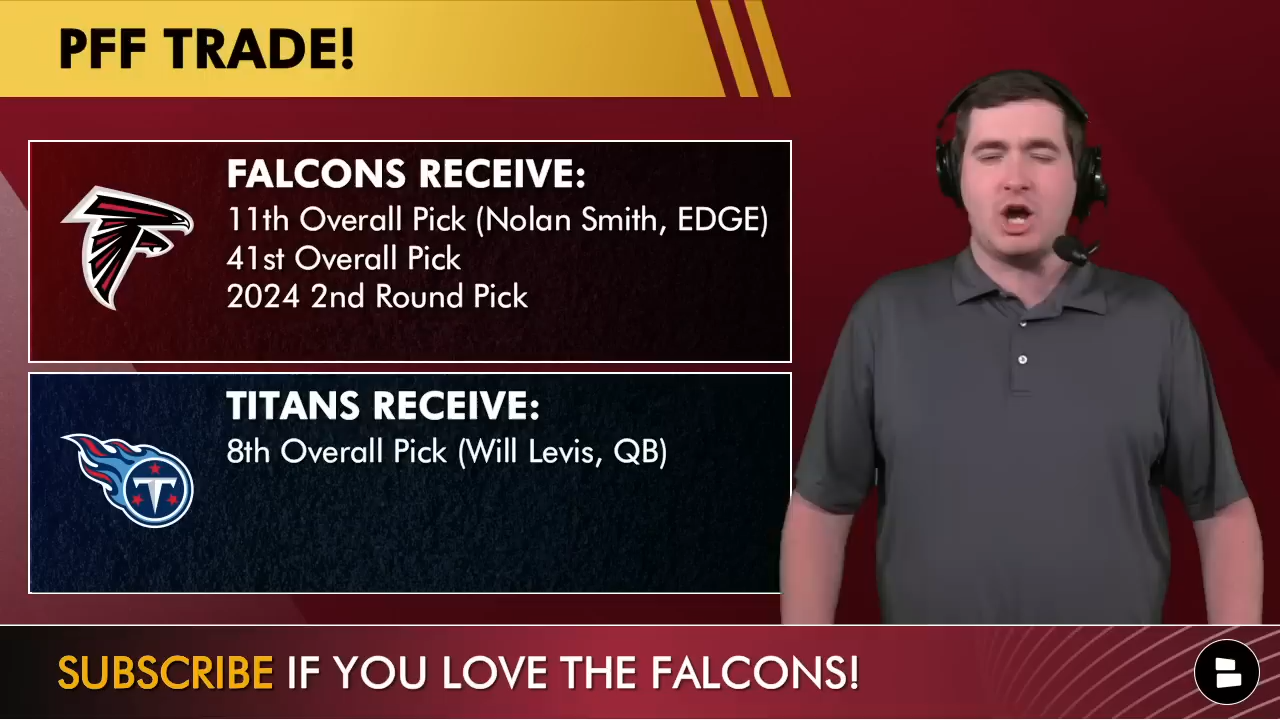 PFF TRADE!
FALCONS RECEIVE:
11th Overall Pick (Nolan Smith, EDGE)
41st Overall Pick
2024 2nd Round Pick
TITANS RECEIVE:
8th Overall Pick (Will Levis, QB)
SUBSCRIBE IF YOU LOVE THE FALCONS!